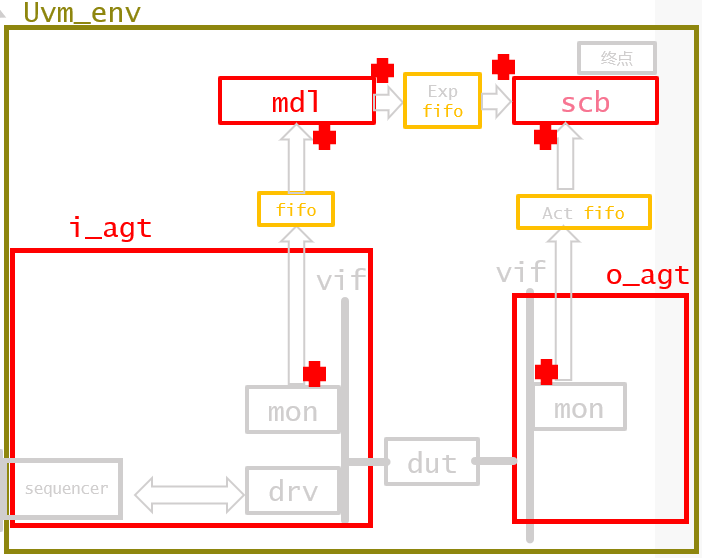 Uvm_env
终点
mdl
Exp
fifo
scb
fifo
Act fifo
i_agt
vif
vif
o_agt
mon
mon
dut
sequencer
drv